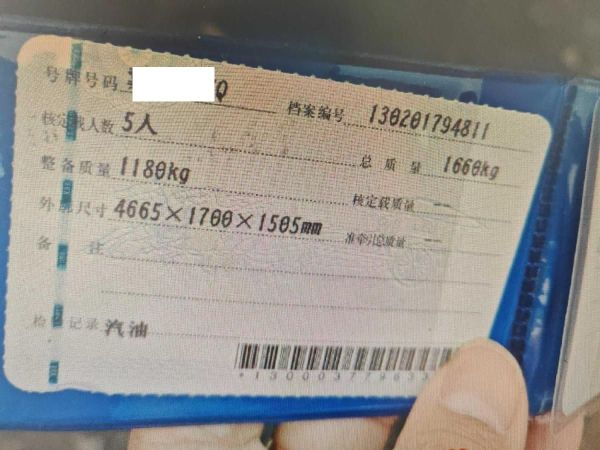 号牌号码 Q 档案编号 130201794811
核定载人数 5人 总质量 1660kg
整备质量 1180kg 核定载质量 --
外廓尺寸 4665×1700×1505mm 准牵引总质量 --
备注
检 记录 汽油
*130003779833